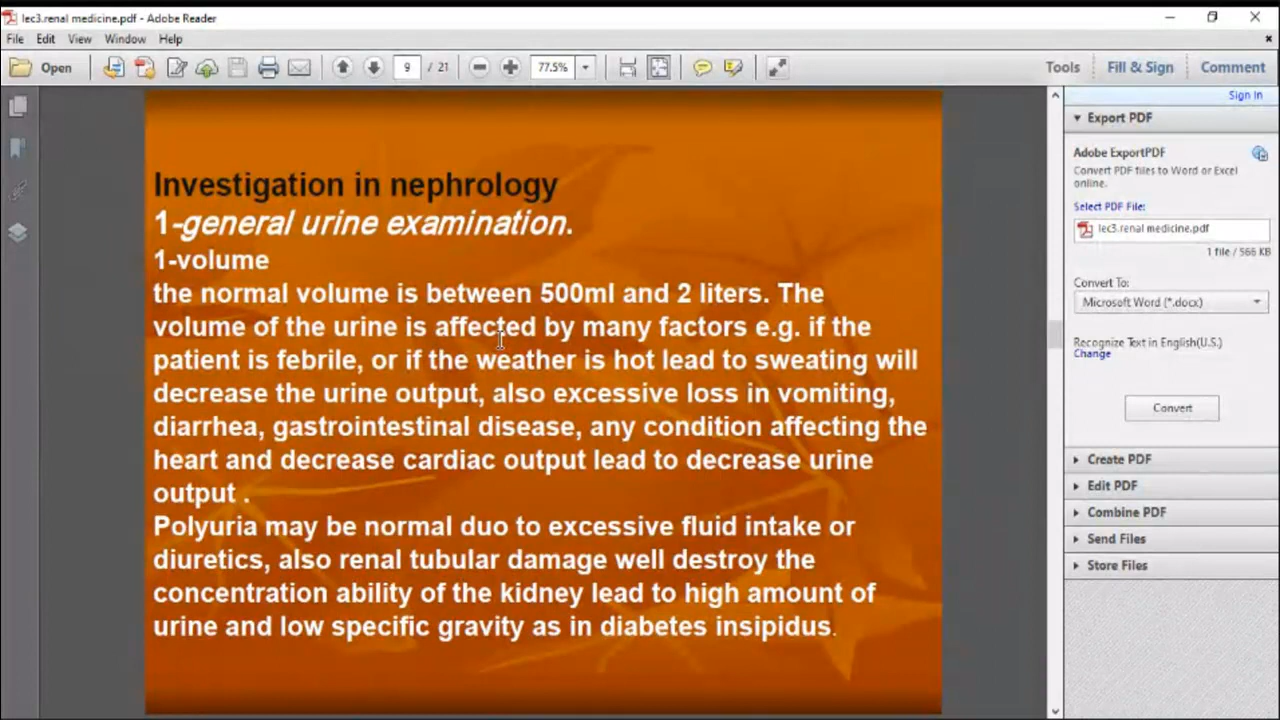 lec3.renal medicine.pdf - Adobe Reader
File Edit View Window Help
Open 9 / 21 77.5% Tools Fill & Sign Comment
Sign In
Export PDF
Adobe ExportPDF
Convert PDF files to Word or Excel
online.
Select PDF File:
lec3.renal medicine.pdf
1 file / 566 KB
Convert To:
Microsoft Word (*.docx)
Recognize Text in English(U.S.)
Change
Convert
Create PDF
Edit PDF
Combine PDF
Send Files
Store Files
Investigation in nephrology
1-general urine examination.
1-volume
the normal volume is between 500ml and 2 liters. The
volume of the urine is affected by many factors e.g. if the
patient is febrile, or if the weather is hot lead to sweating will
decrease the urine output, also excessive loss in vomiting,
diarrhea, gastrointestinal disease, any condition affecting the
heart and decrease cardiac output lead to decrease urine
output .
Polyuria may be normal duo to excessive fluid intake or
diuretics, also renal tubular damage well destroy the
concentration ability of the kidney lead to high amount of
urine and low specific gravity as in diabetes insipidus.